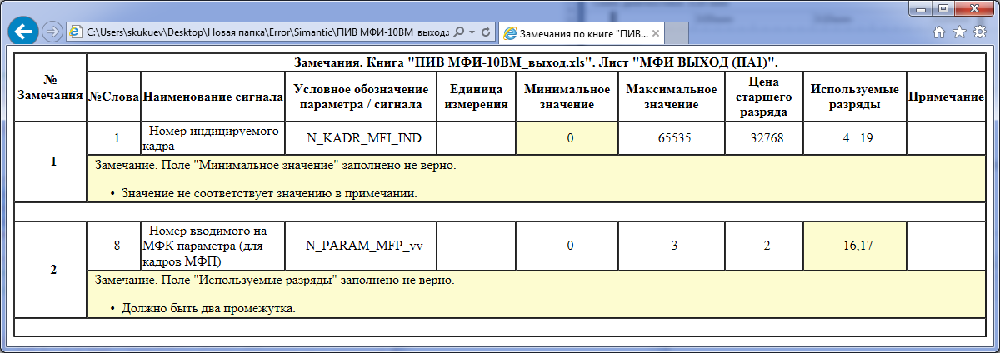 C:\Users\skukuev\Desktop\Новая папка\Error\Simantic\ПИВ МФИ-10ВМ_выход.x
Замечания по книге "ПИВ...
Замечания. Книга "ПИВ МФИ-10ВМ_выход.xls". Лист "МФИ ВЫХОД (ПА1)".
№
Замечания
№Слова
Наименование сигнала
Условное обозначение
параметра / сигнала
Единица
измерения
Минимальное
значение
Максимальное
значение
Цена
старшего
разряда
Используемые
разряды
Примечание
1
1
Номер индицируемого
кадра
N_KADR_MFI_IND
0
65535
32768
4...19
Замечание. Поле "Минимальное значение" заполнено не верно.
• Значение не соответствует значению в примечании.
2
8
Номер вводимого на
МФК параметра (для
кадров МФП)
N_PARAM_MFP_vv
0
3
2
16,17
Замечание. Поле "Используемые разряды" заполнено не верно.
• Должно быть два промежутка.